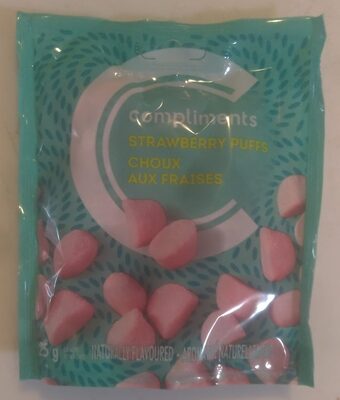 compliments
STRAWBERRY PUFFS
CHOUX
AUX FRAISES
NATURALLY FLAVOURED